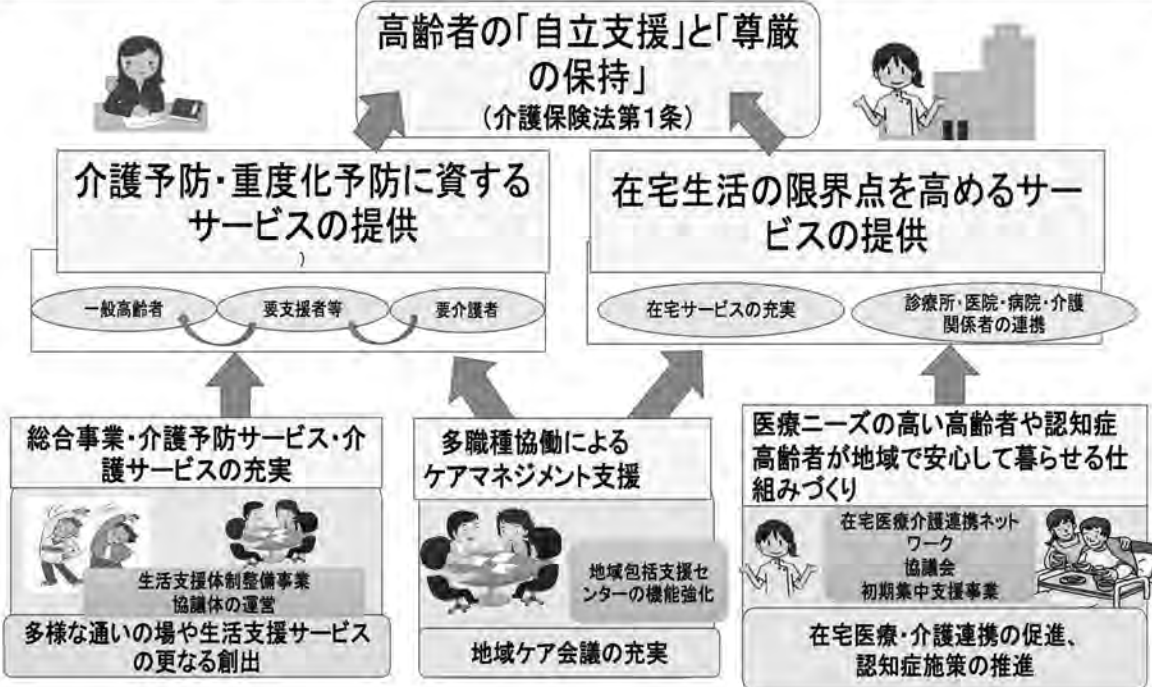 高齢者の「自立支援」と「尊厳
の保持」
(介護保険法第1条)
介護予防・重度化予防に資する
サービスの提供
)
在宅生活の限界点を高めるサー
ビスの提供
一般高齢者
要支援者等
要介護者
在宅サービスの充実
診療所・医院・病院・介護
関係者の連携
総合事業・介護予防サービス・介
護サービスの充実
生活支援体制整備事業
協議体の運営
多様な通いの場や生活支援サービス
の更なる創出
多職種協働による
ケアマネジメント支援
地域包括支援セ
ンターの機能強化
地域ケア会議の充実
医療ニーズの高い高齢者や認知症
高齢者が地域で安心して暮らせる仕
組みづくり
在宅医療介護連携ネット
ワーク
協議会
初期集中支援事業
在宅医療・介護連携の促進、
認知症施策の推進